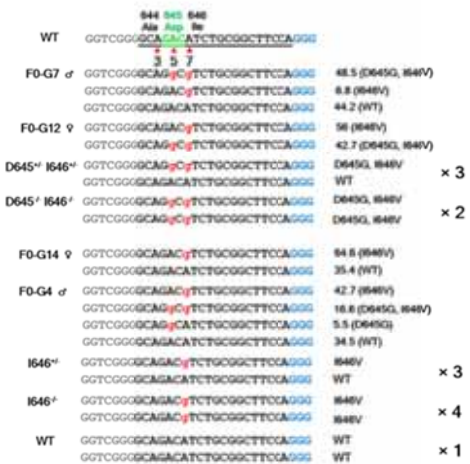 644 645 646
Ala Asp Ile
WT GGTCGGGGCAGACATCTGCGGCTTCCAGGG
3 5 7
F0-G7 ♂ GGTCGGGGCAGgCgTCTGCGGCTTCCAGGG 48.5 (D645G, I646V)
GGTCGGGGCAGACgTCTGCGGCTTCCAGGG 6.8 (I646V)
GGTCGGGGCAGACATCTGCGGCTTCCAGGG 44.2 (WT)
F0-G12 ♀ GGTCGGGGCAGACgTCTGCGGCTTCCAGGG 56 (I646V)
GGTCGGGGCAGgCgTCTGCGGCTTCCAGGG 42.7 (D645G, I646V)
D645+/- I646+/- GGTCGGGGCAGgCgTCTGCGGCTTCCAGGG D645G, I646V
× 3
GGTCGGGGCAGACATCTGCGGCTTCCAGGG WT
D645-/- I646-/- GGTCGGGGCAGgCgTCTGCGGCTTCCAGGG D645G, I646V
× 2
GGTCGGGGCAGgCgTCTGCGGCTTCCAGGG D645G, I646V
F0-G14 ♀ GGTCGGGGCAGACgTCTGCGGCTTCCAGGG 64.6 (I646V)
GGTCGGGGCAGACATCTGCGGCTTCCAGGG 35.4 (WT)
F0-G4 ♂ GGTCGGGGCAGACgTCTGCGGCTTCCAGGG 42.7 (I646V)
GGTCGGGGCAGgCgTCTGCGGCTTCCAGGG 16.6 (D645G, I646V)
GGTCGGGGCAGgCATCTGCGGCTTCCAGGG 5.5 (D645G)
GGTCGGGGCAGACATCTGCGGCTTCCAGGG 34.5 (WT)
I646+/- GGTCGGGGCAGACgTCTGCGGCTTCCAGGG I646V
× 3
GGTCGGGGCAGACATCTGCGGCTTCCAGGG WT
I646-/- GGTCGGGGCAGACgTCTGCGGCTTCCAGGG I646V
× 4
GGTCGGGGCAGACgTCTGCGGCTTCCAGGG I646V
WT GGTCGGGGCAGACATCTGCGGCTTCCAGGG WT
× 1
GGTCGGGGCAGACATCTGCGGCTTCCAGGG WT